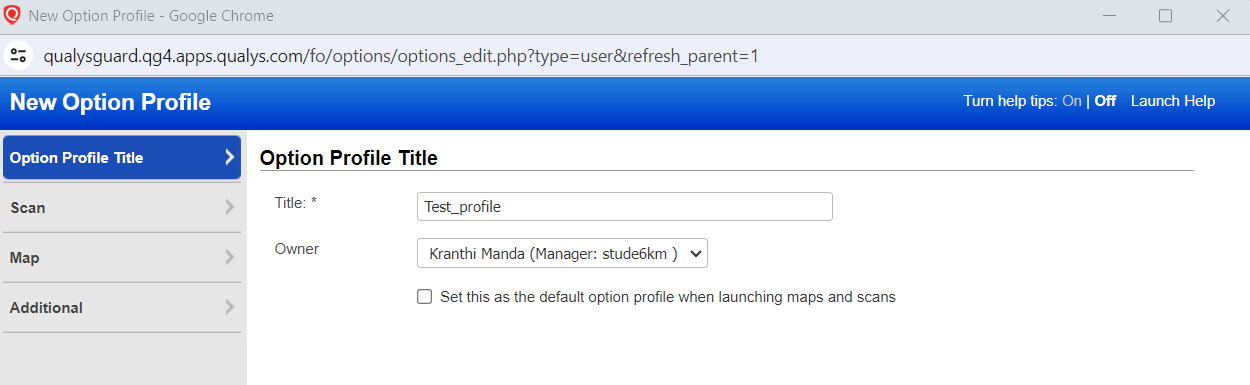 New Option Profile - Google Chrome
qualysguard.qg4.apps.qualys.com/fo/options/options_edit.php?type=user&refresh_parent=1
New Option Profile
Turn help tips: On | Off Launch Help
Option Profile Title
Scan
Map
Additional
Option Profile Title
Title: *
Test_profile
Owner
Kranthi Manda (Manager: stude6km )
Set this as the default option profile when launching maps and scans